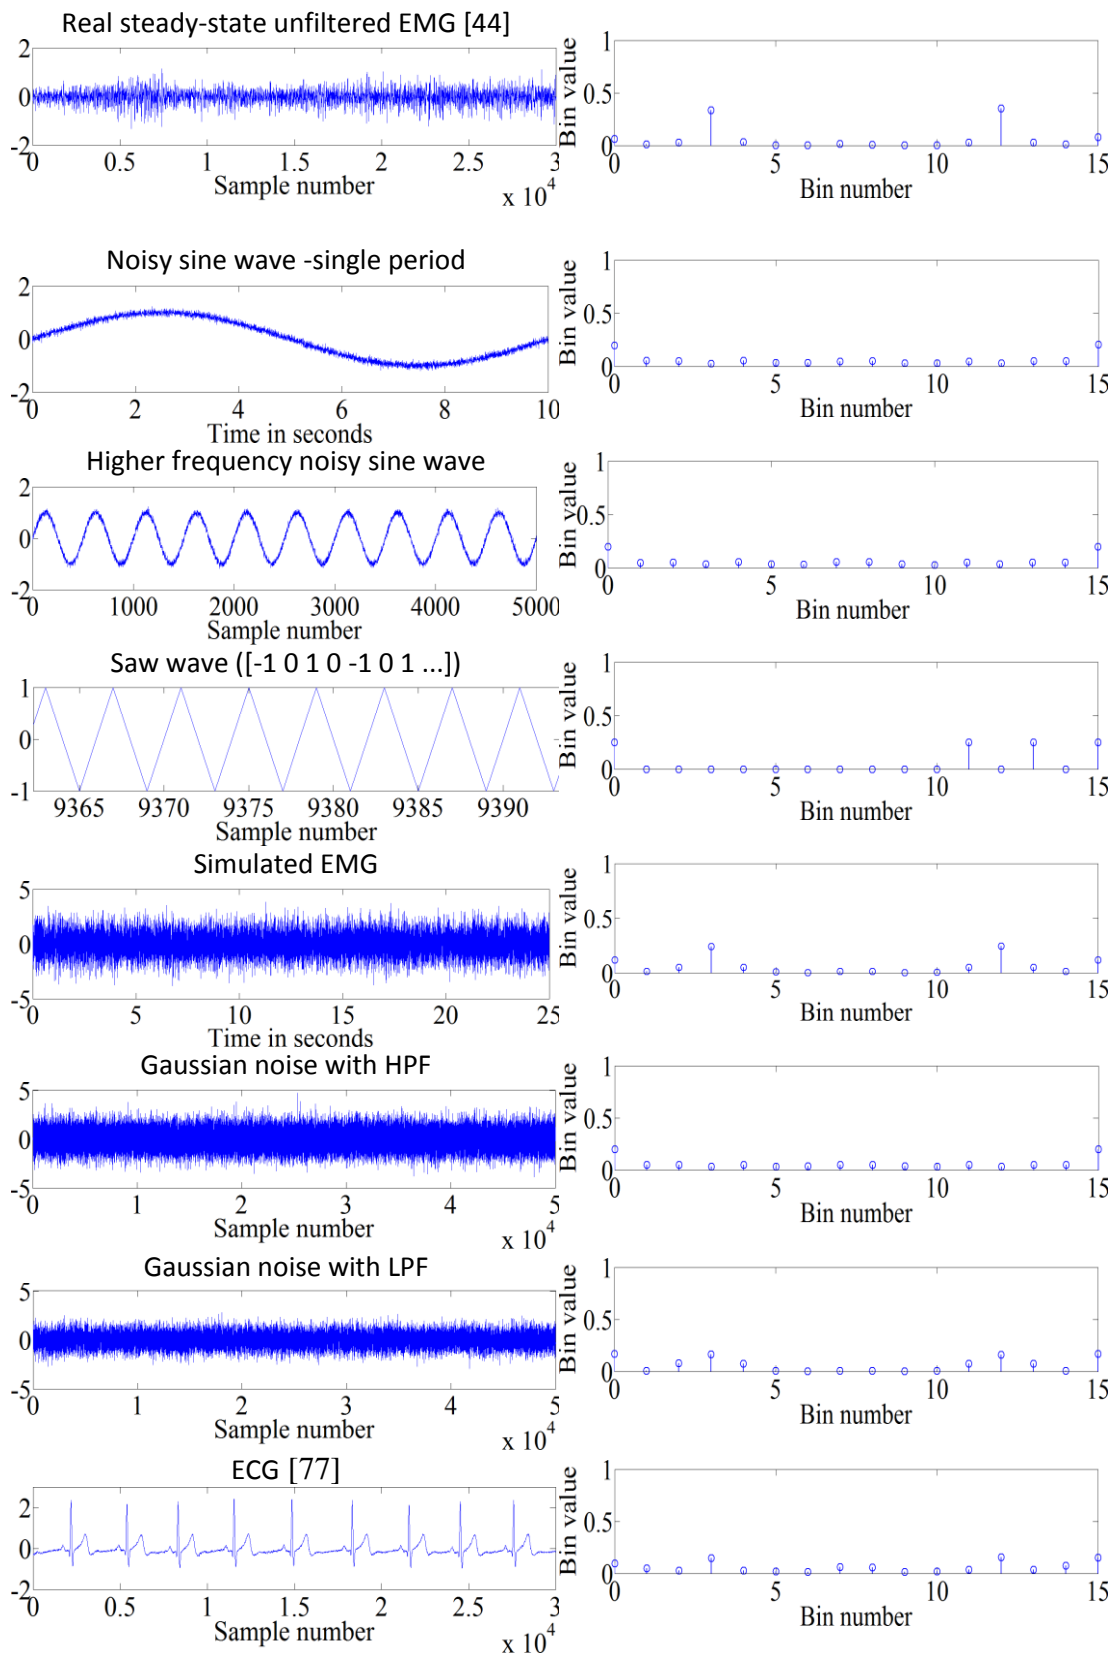 Real steady-state unfiltered EMG [44]
2
0
-2
0 0.5 1 1.5 2 2.5 3
Sample number
x 10^4
Bin value
1
0.5
0
0 5 10 15
Bin number
Noisy sine wave -single period
2
0
-2
0 2 4 6 8 10
Time in seconds
Bin value
1
0.5
0
0 5 10 15
Bin number
Higher frequency noisy sine wave
2
0
-2
0 1000 2000 3000 4000 5000
Sample number
Bin value
1
0.5
0
0 5 10 15
Bin number
Saw wave ([-1 0 1 0 -1 0 1 ...])
1
0
-1
9365 9370 9375 9380 9385 9390
Sample number
Bin value
1
0.5
0
0 5 10 15
Bin number
Simulated EMG
5
0
-5
0 5 10 15 20 25
Time in seconds
Bin value
1
0.5
0
0 5 10 15
Bin number
Gaussian noise with HPF
5
0
-5
0 1 2 3 4 5
Sample number
x 10^4
Bin value
1
0.5
0
0 5 10 15
Bin number
Gaussian noise with LPF
5
0
-5
0 1 2 3 4 5
Sample number
x 10^4
Bin value
1
0.5
0
0 5 10 15
Bin number
ECG [77]
2
0
-2
0 0.5 1 1.5 2 2.5 3
Sample number
x 10^4
Bin value
1
0.5
0
0 5 10 15
Bin number